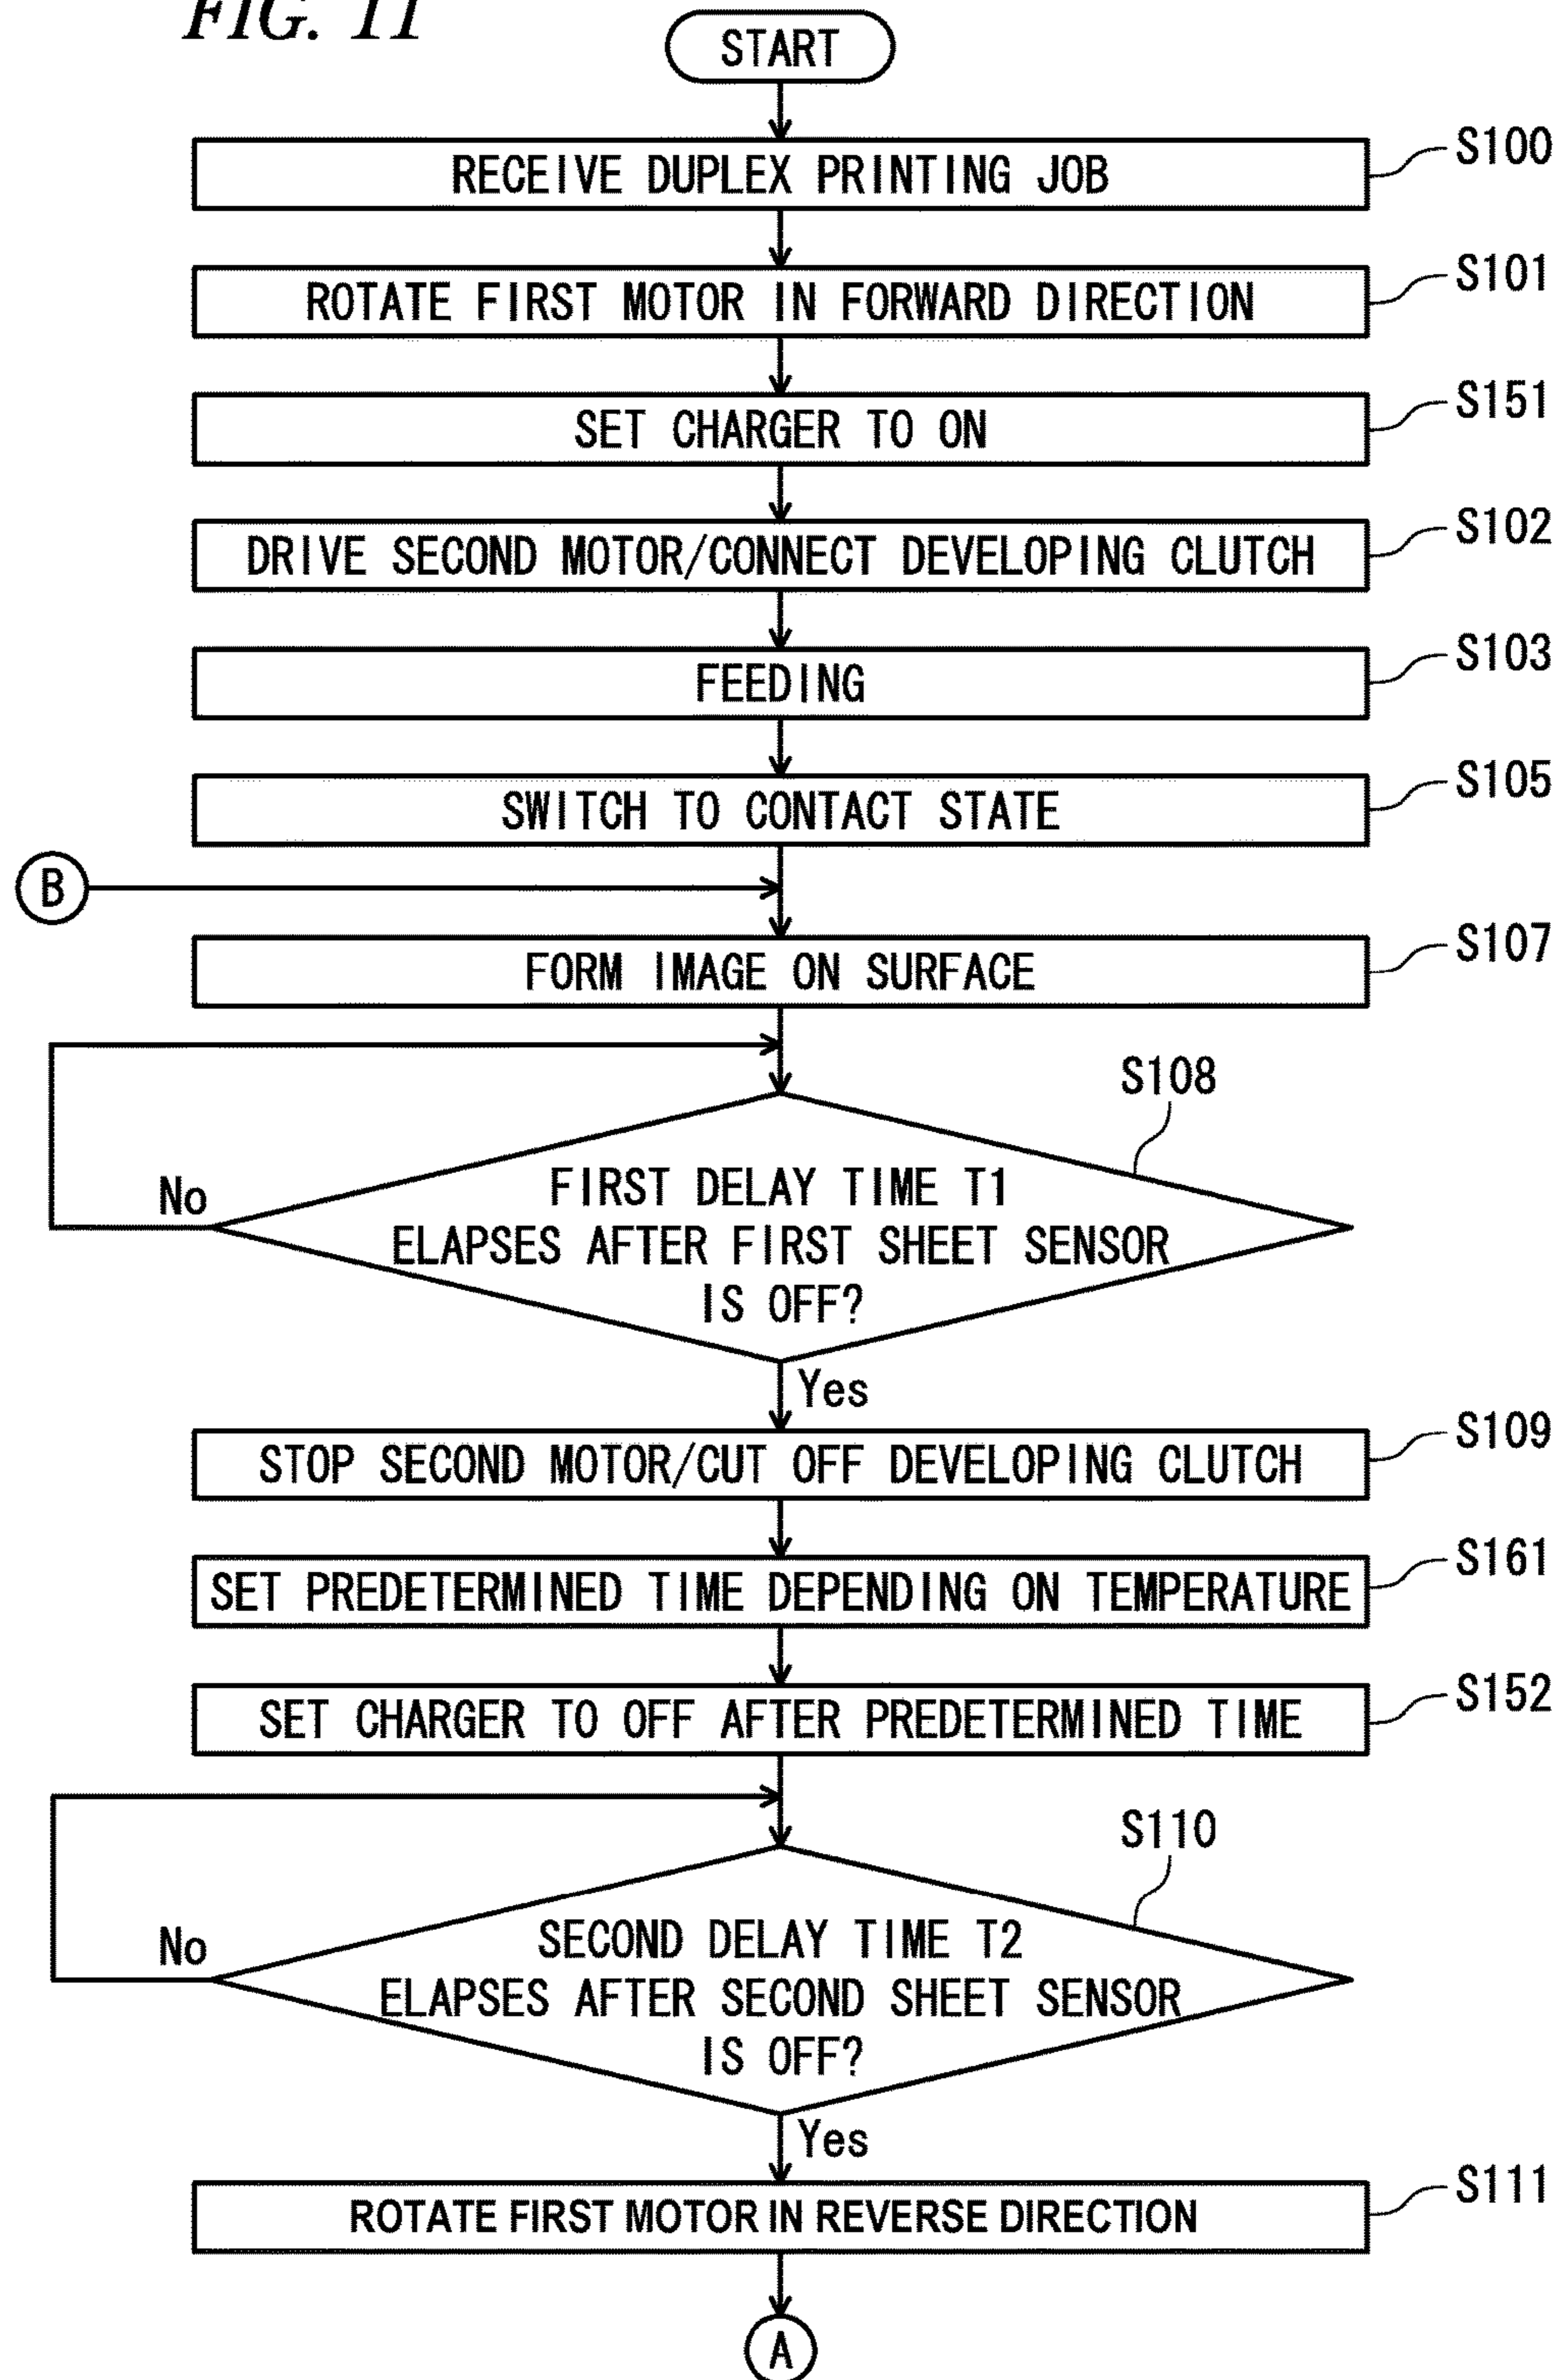 FIG. 11
START
RECEIVE DUPLEX PRINTING JOB
S100
ROTATE FIRST MOTOR IN FORWARD DIRECTION
S101
SET CHARGER TO ON
S151
DRIVE SECOND MOTOR/CONNECT DEVELOPING CLUTCH
S102
FEEDING
S103
SWITCH TO CONTACT STATE
S105
B
FORM IMAGE ON SURFACE
S107
S108
No
FIRST DELAY TIME T1
ELAPSES AFTER FIRST SHEET SENSOR
IS OFF?
Yes
STOP SECOND MOTOR/CUT OFF DEVELOPING CLUTCH
S109
SET PREDETERMINED TIME DEPENDING ON TEMPERATURE
S161
SET CHARGER TO OFF AFTER PREDETERMINED TIME
S152
S110
No
SECOND DELAY TIME T2
ELAPSES AFTER SECOND SHEET SENSOR
IS OFF?
Yes
ROTATE FIRST MOTOR IN REVERSE DIRECTION
S111
A